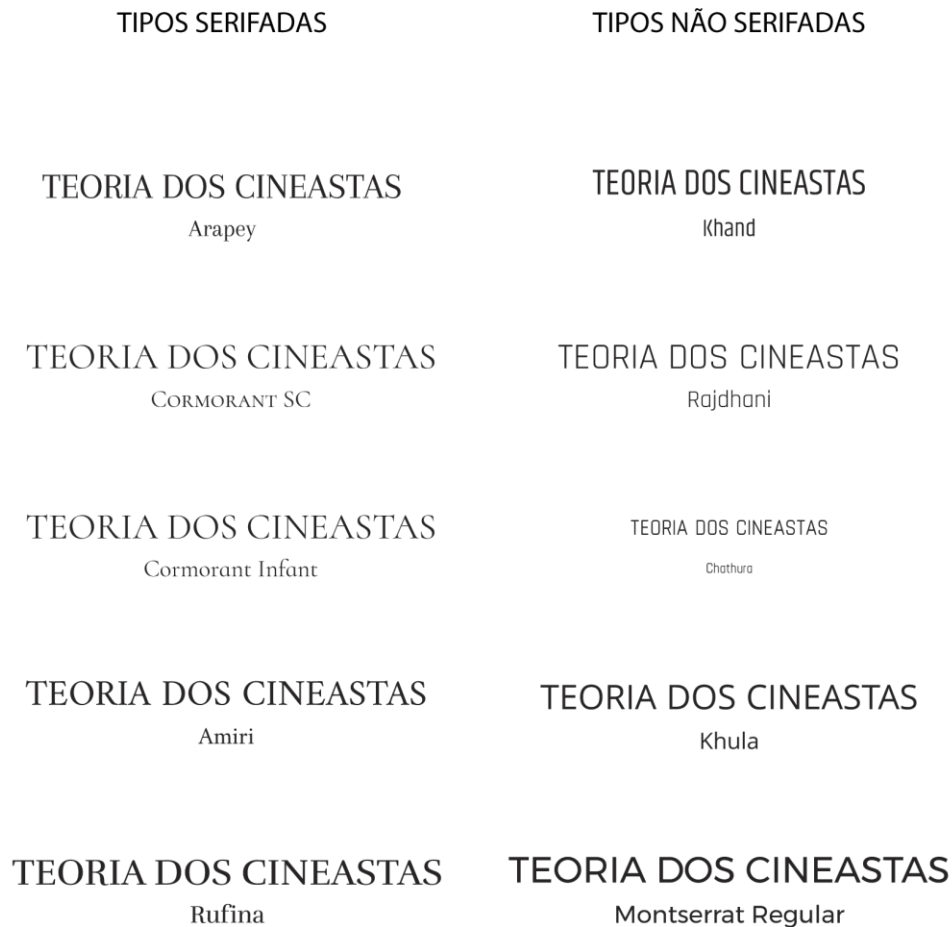 TIPOS SERIFADAS
TIPOS NÃO SERIFADAS
TEORIA DOS CINEASTAS
Arapey
TEORIA DOS CINEASTAS
Khand
TEORIA DOS CINEASTAS
CORMORANT SC
TEORIA DOS CINEASTAS
Rajdhani
TEORIA DOS CINEASTAS
Cormorant Infant
TEORIA DOS CINEASTAS
Chathura
TEORIA DOS CINEASTAS
Amiri
TEORIA DOS CINEASTAS
Khula
TEORIA DOS CINEASTAS
Rufina
TEORIA DOS CINEASTAS
Montserrat Regular